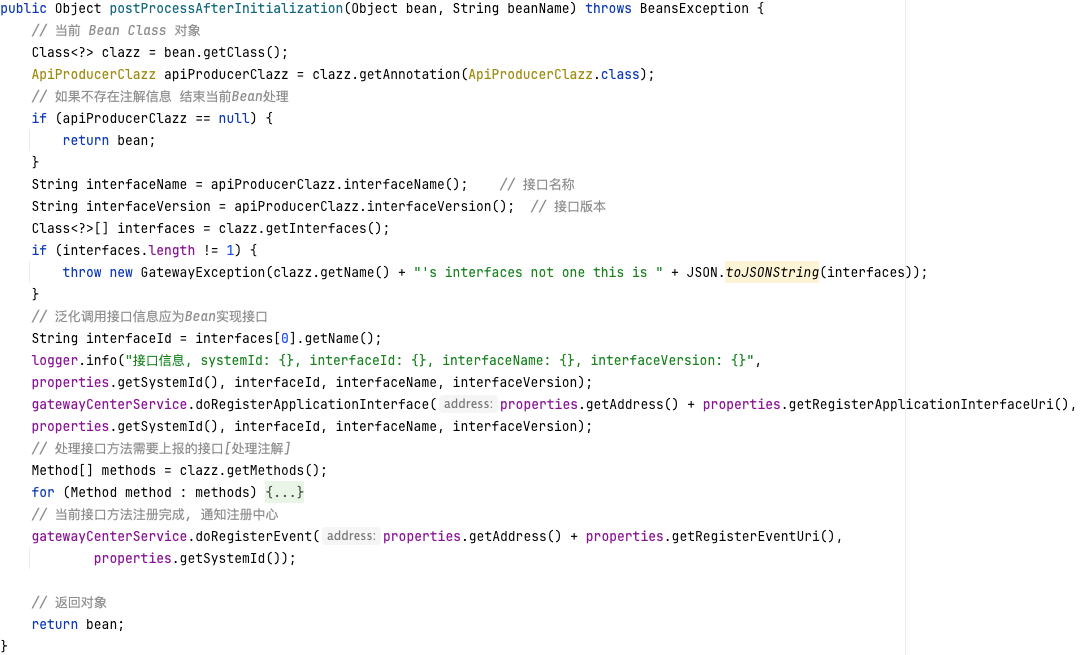 public Object postProcessAfterInitialization(Object bean, String beanName) throws BeansException {
    // 当前 Bean Class 对象
    Class<?> clazz = bean.getClass();
    ApiProducerClazz apiProducerClazz = clazz.getAnnotation(ApiProducerClazz.class);
    // 如果不存在注解信息 结束当前Bean处理
    if (apiProducerClazz == null) {
        return bean;
    }
    String interfaceName = apiProducerClazz.interfaceName();    // 接口名称
    String interfaceVersion = apiProducerClazz.interfaceVersion();  // 接口版本
    Class<?>[] interfaces = clazz.getInterfaces();
    if (interfaces.length != 1) {
        throw new GatewayException(clazz.getName() + "'s interfaces not one this is " + JSON.toJSONString(interfaces));
    }
    // 泛化调用接口信息应为Bean实现接口
    String interfaceId = interfaces[0].getName();
    logger.info("接口信息, systemId: {}, interfaceId: {}, interfaceName: {}, interfaceVersion: {}",
    properties.getSystemId(), interfaceId, interfaceName, interfaceVersion);
    gatewayCenterService.doRegisterApplicationInterface( address: properties.getAddress() + properties.getRegisterApplicationInterfaceUri(),
    properties.getSystemId(), interfaceId, interfaceName, interfaceVersion);
    // 处理接口方法需要上报的接口[处理注解]
    Method[] methods = clazz.getMethods();
    for (Method method : methods) {...}
    // 当前接口方法注册完成, 通知注册中心
    gatewayCenterService.doRegisterEvent( address: properties.getAddress() + properties.getRegisterEventUri(),
            properties.getSystemId());

    // 返回对象
    return bean;
}